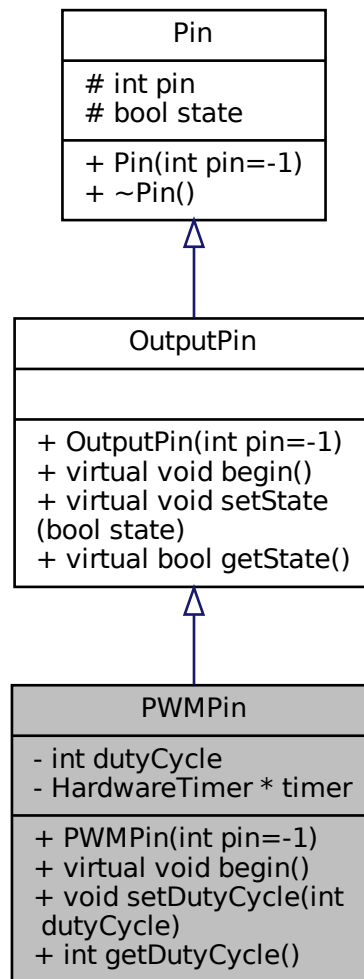 Pin
# int pin
# bool state
+ Pin(int pin=-1)
+ ~Pin()
OutputPin
+ OutputPin(int pin=-1)
+ virtual void begin()
+ virtual void setState
(bool state)
+ virtual bool getState()
PWMPin
- int dutyCycle
- HardwareTimer * timer
+ PWMPin(int pin=-1)
+ virtual void begin()
+ void setDutyCycle(int
dutyCycle)
+ int getDutyCycle()